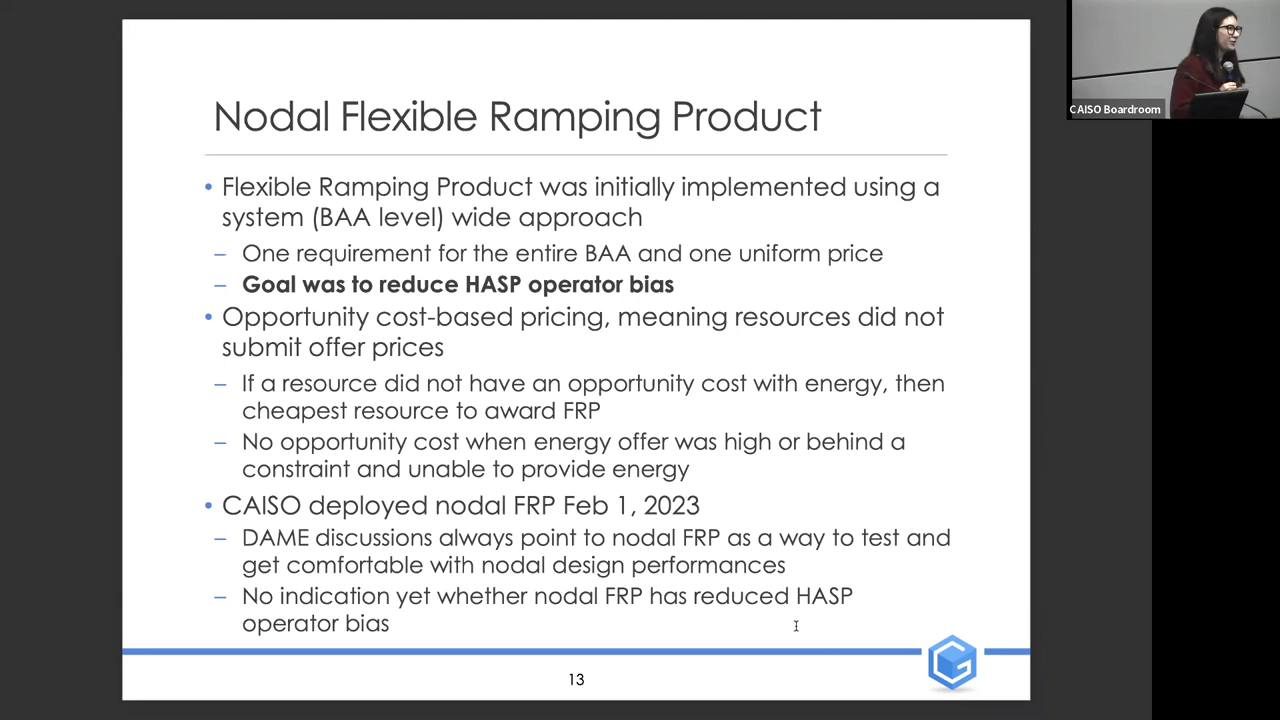 Nodal Flexible Ramping Product
• Flexible Ramping Product was initially implemented using a
system (BAA level) wide approach
– One requirement for the entire BAA and one uniform price
– Goal was to reduce HASP operator bias
• Opportunity cost-based pricing, meaning resources did not
submit offer prices
– If a resource did not have an opportunity cost with energy, then
cheapest resource to award FRP
– No opportunity cost when energy offer was high or behind a
constraint and unable to provide energy
• CAISO deployed nodal FRP Feb 1, 2023
– DAME discussions always point to nodal FRP as a way to test and
get comfortable with nodal design performances
– No indication yet whether nodal FRP has reduced HASP
operator bias
13
CAISO Boardroom